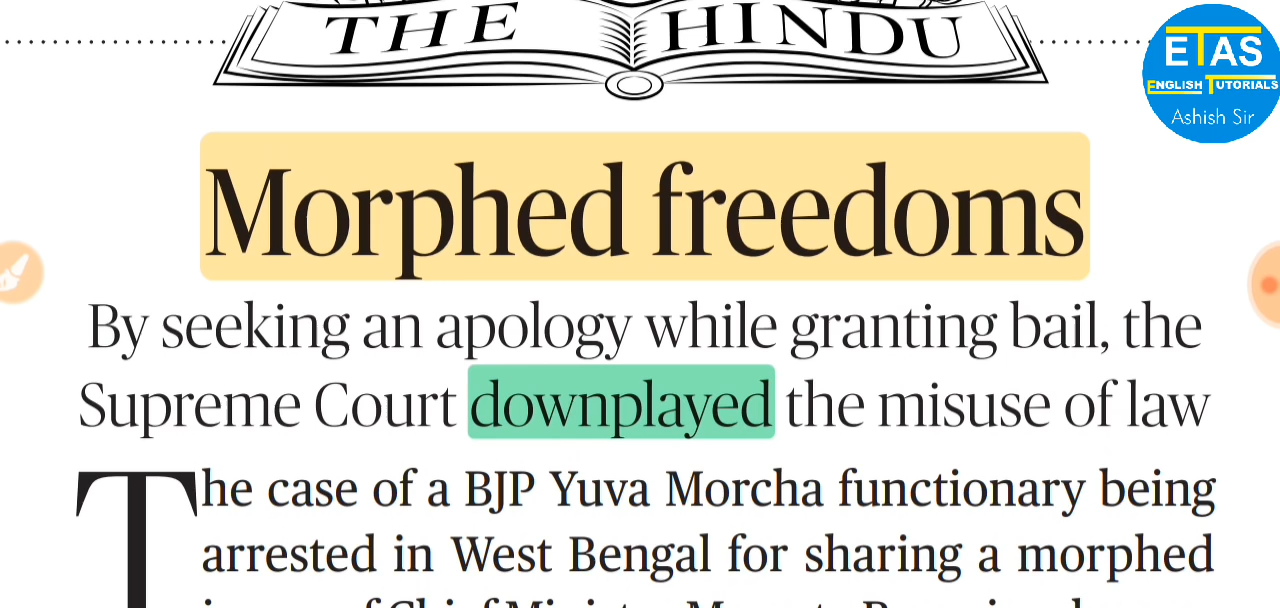 THE HINDU
ETAS
ENGLISH TUTORIALS
Ashish Sir
Morphed freedoms
By seeking an apology while granting bail, the
Supreme Court downplayed the misuse of law
The case of a BJP Yuva Morcha functionary being
arrested in West Bengal for sharing a morphed